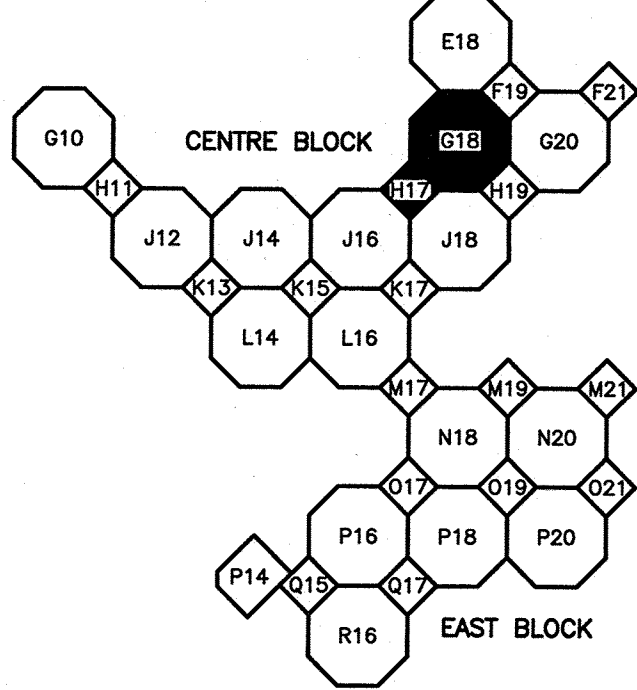 E18
F19 F21
G10 CENTRE BLOCK G18 G20
H11 H17 H19
J12 J14 J16 J18
K13 K15 K17
L14 L16
M17 M19 M21
N18 N20
O17 O19 O21
P16 P18 P20
P14 Q15 Q17
R16 EAST BLOCK